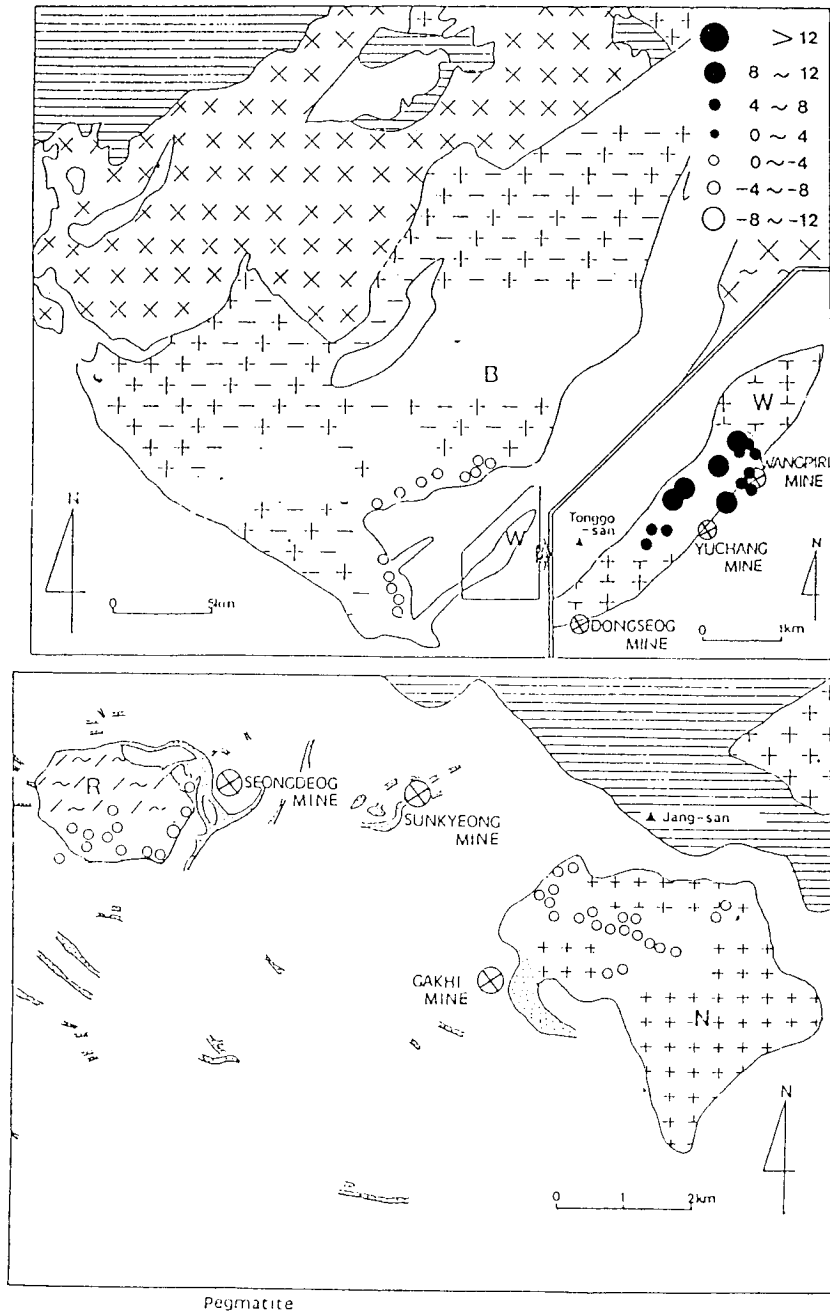 > 12
8 ~ 12
4 ~ 8
0 ~ 4
0 ~ -4
-4 ~ -8
-8 ~ -12
B
W
N
0 5km
W
WANGPIRI
MINE
Tonggo
-san
YUCHANG
MINE
N
DONGSEOG
MINE
0 1km
R
SEONGDEOG
MINE
SUNKYEONG
MINE
Jang-san
GAKHI
MINE
N
N
0 1 2km
Pegmatite